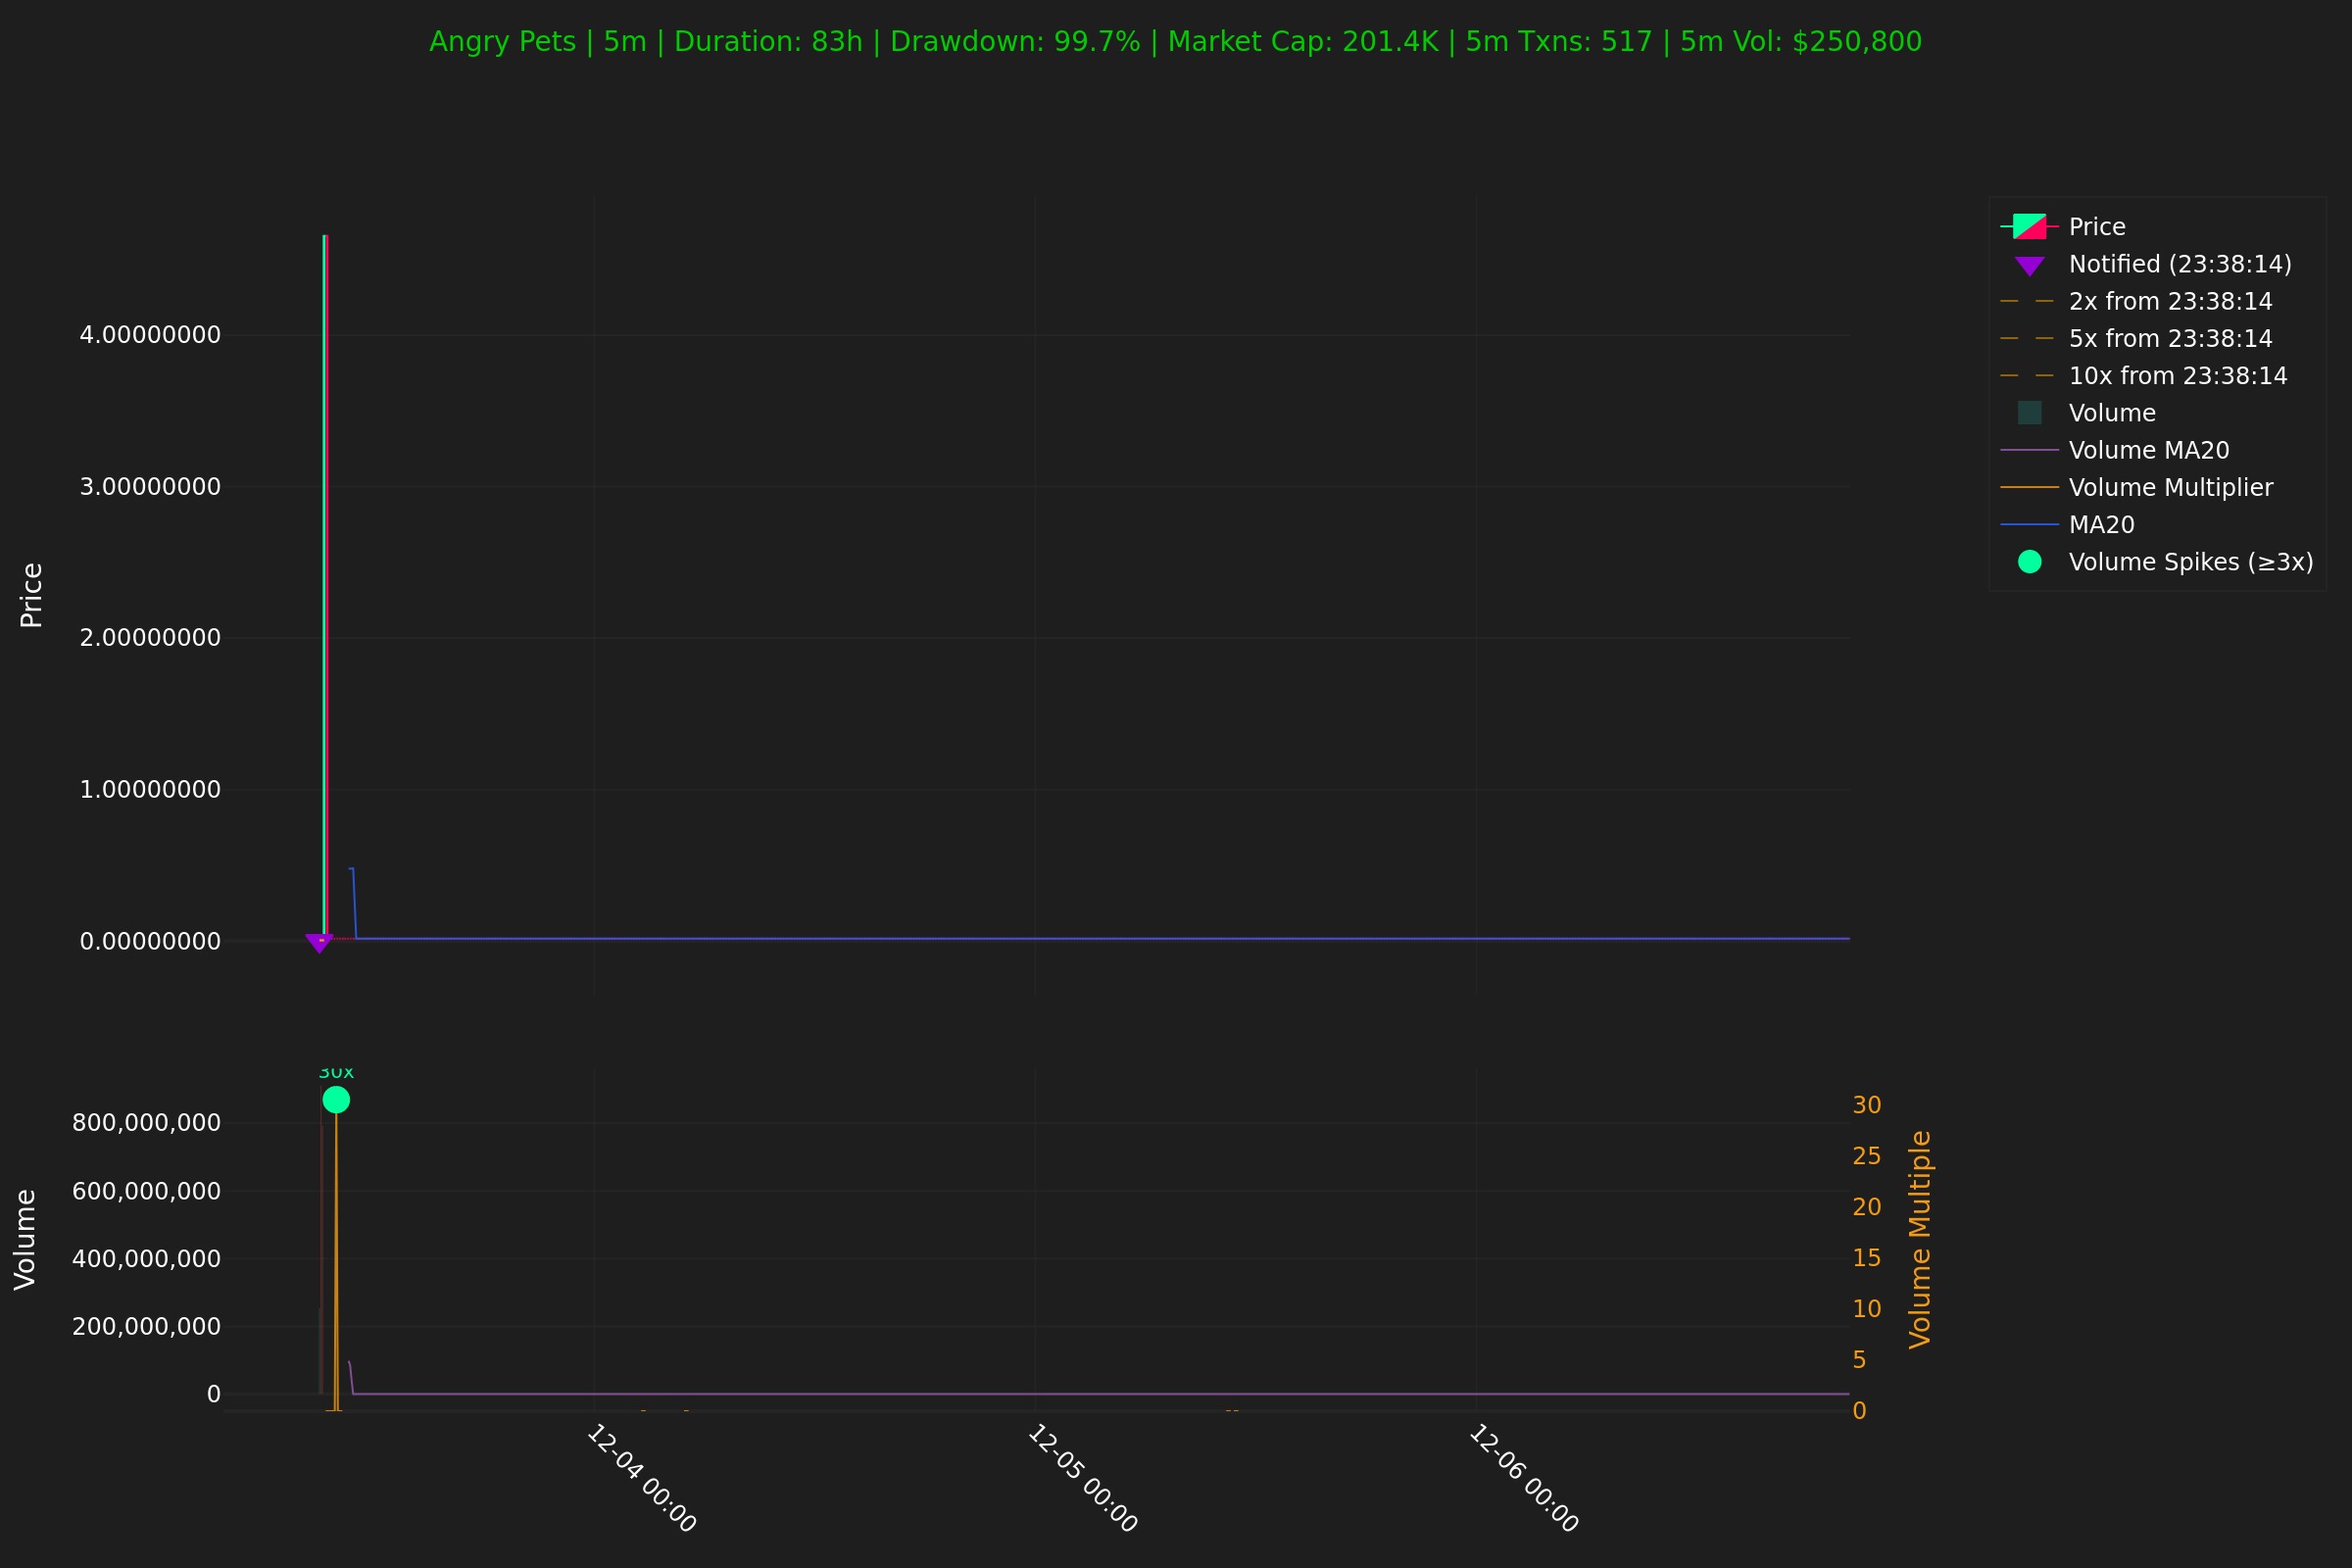 Angry Pets | 5m | Duration: 83h | Drawdown: 99.7% | Market Cap: 201.4K | 5m Txns: 517 | 5m Vol: $250,800
Price
4.00000000
3.00000000
2.00000000
1.00000000
0.00000000
Price
Notified (23:38:14)
2x from 23:38:14
5x from 23:38:14
10x from 23:38:14
Volume
Volume MA20
Volume Multiplier
MA20
Volume Spikes (≥3x)
30x
Volume
800,000,000
600,000,000
400,000,000
200,000,000
0
30
25
20
15
10
5
0
Volume Multiple
12-04 00:00
12-05 00:00
12-06 00:00